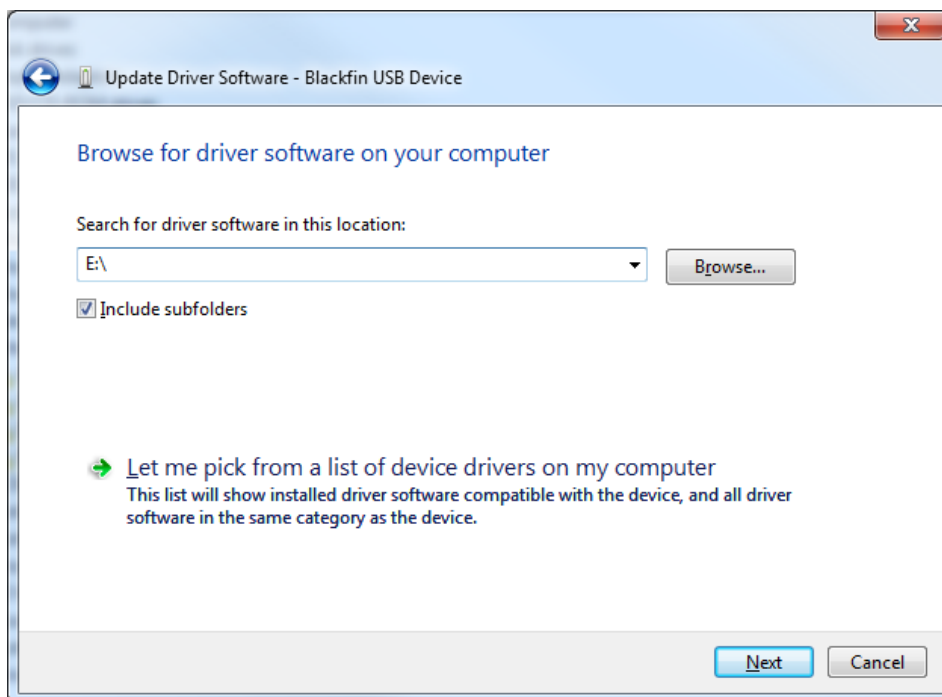 Update Driver Software - Blackfin USB Device
Browse for driver software on your computer
Search for driver software in this location:
E:\
Browse...
Include subfolders
Let me pick from a list of device drivers on my computer
This list will show installed driver software compatible with the device, and all driver
software in the same category as the device.
Next
Cancel